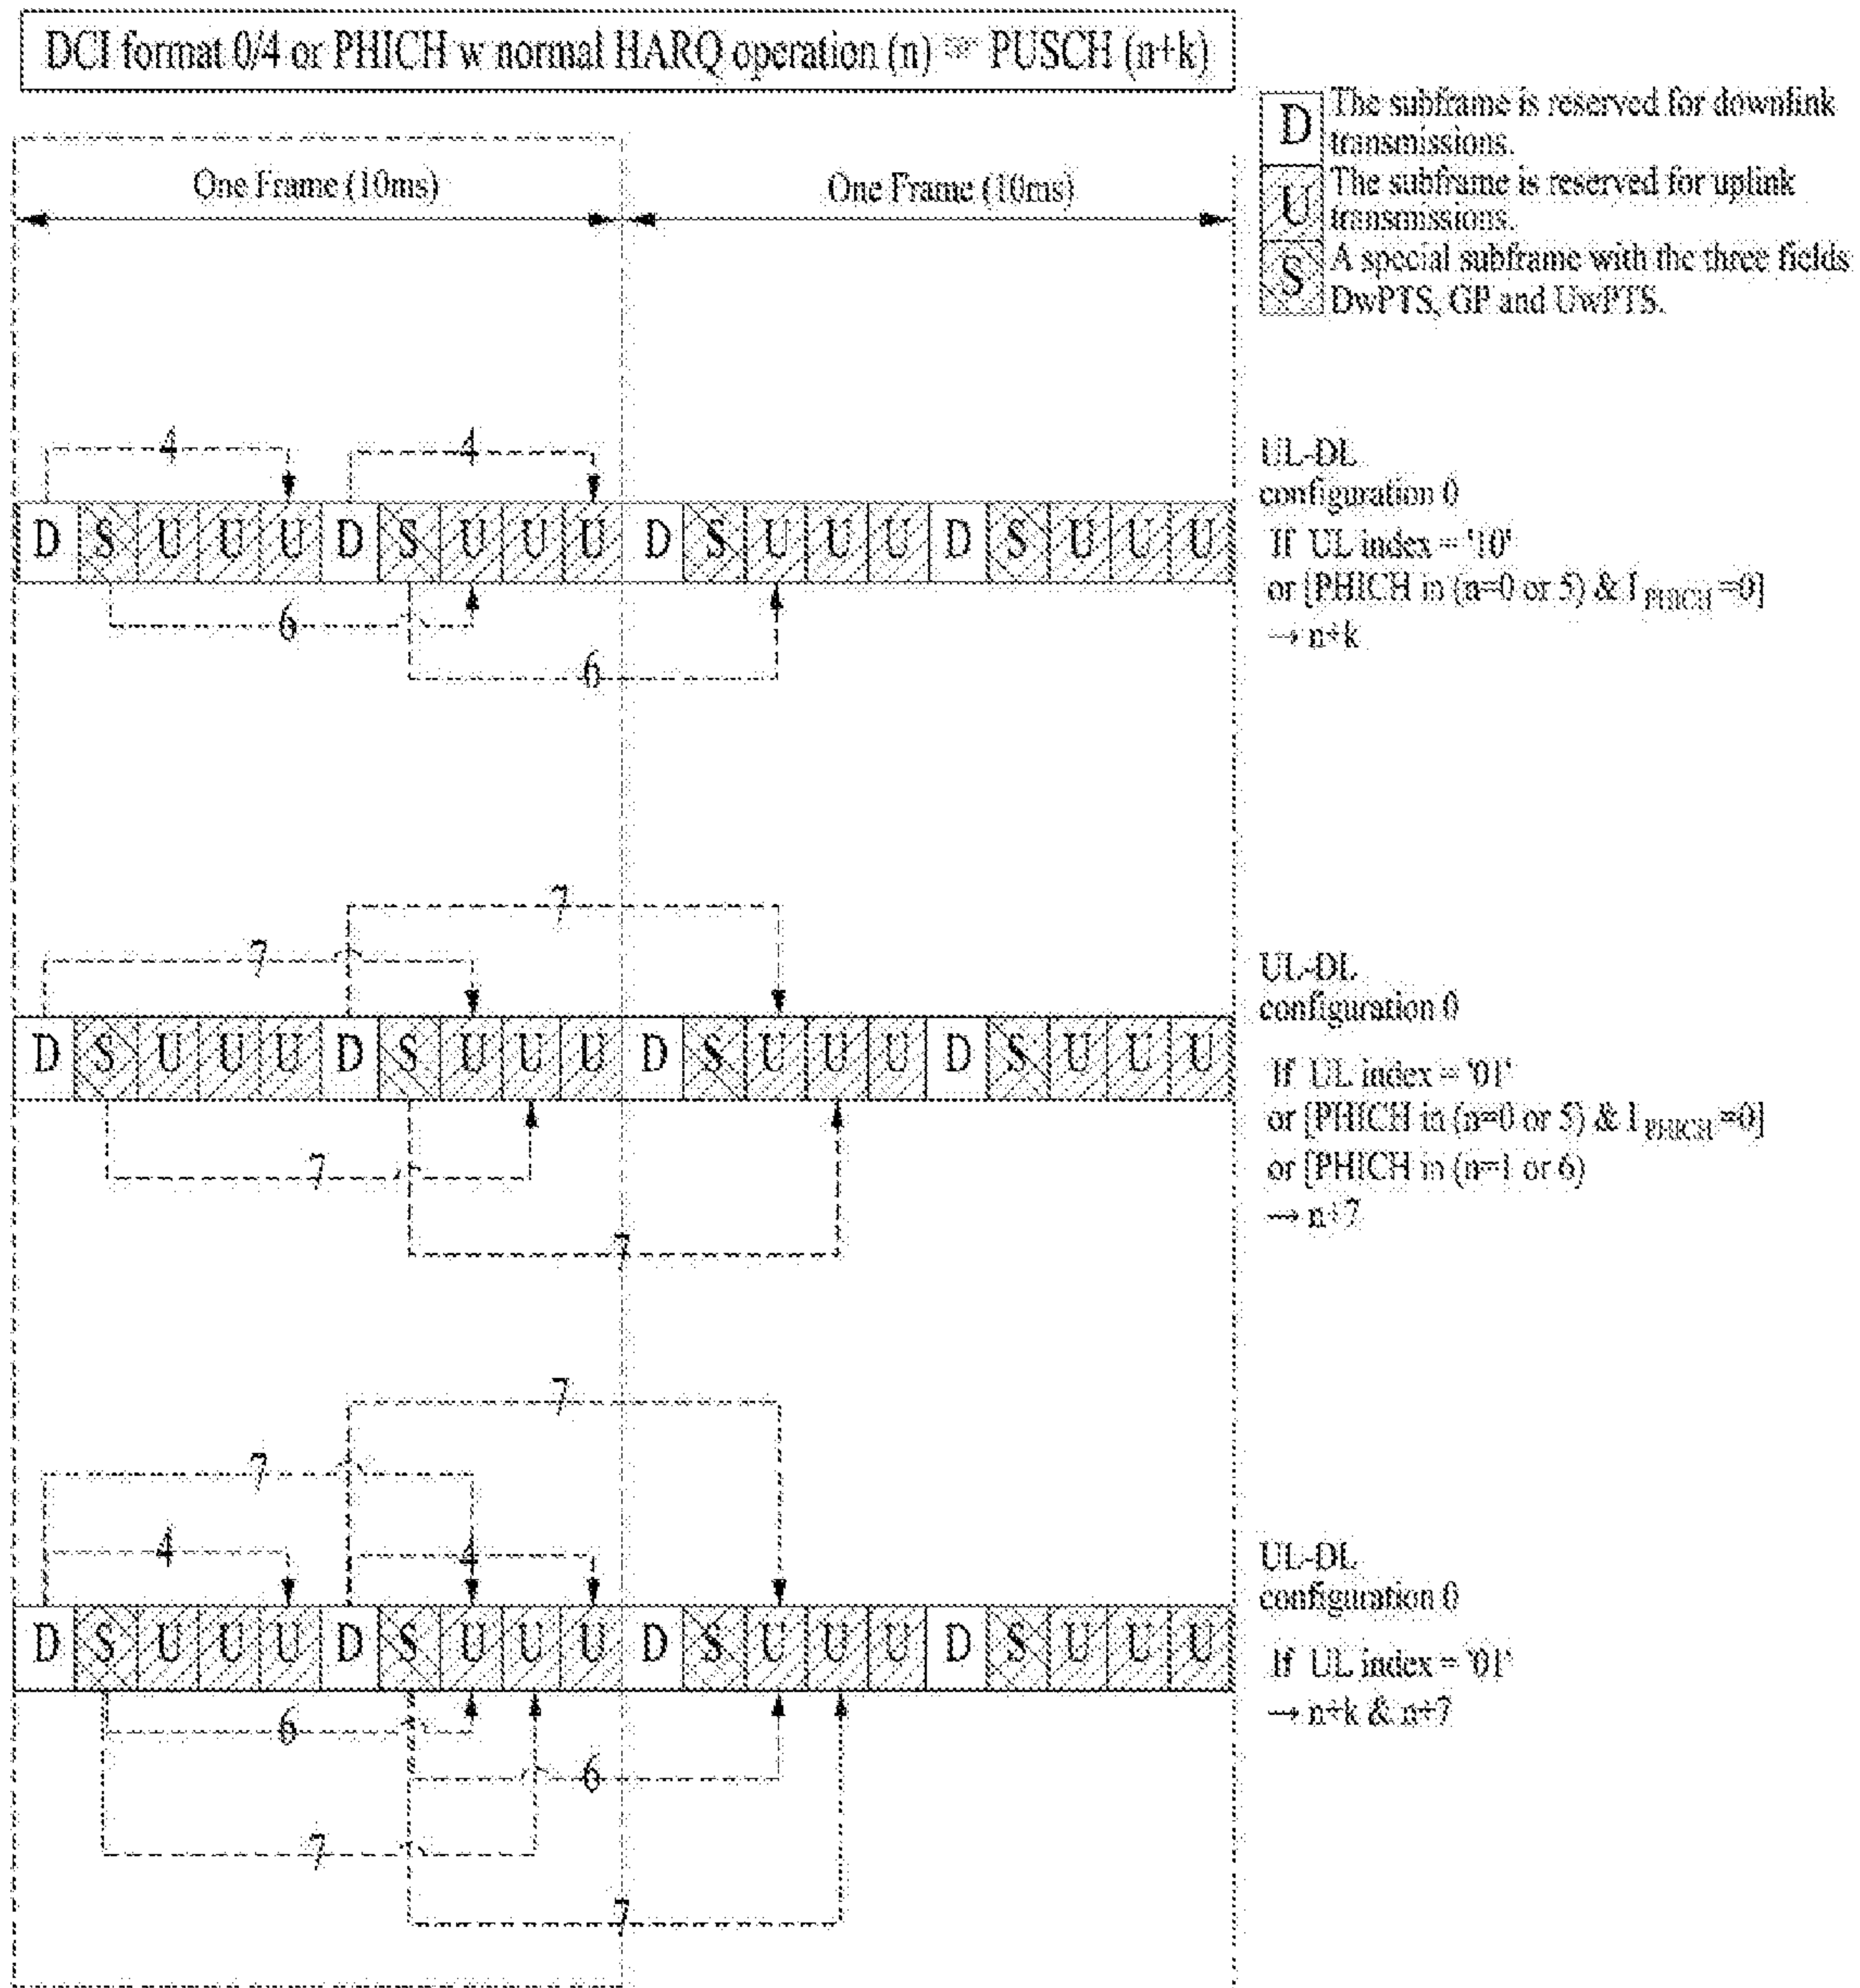 DCI format 0/4 or PHICH w normal HARQ operation (n) ☞ PUSCH (n+k)
D The subframe is reserved for downlink
transmissions.
U The subframe is reserved for uplink
transmissions.
S A special subframe with the three fields
DwPTS, GP and UwPTS.
One Frame (10ms) One Frame (10ms)
4 4
D S U U U D S U U U D S U U U D S U U U
6
6
UL-DL
configuration 0
If UL index = '10'
or [PHICH in (n=0 or 5) & I PHICH =0]
→ n+k
7
7
D S U U U D S U U U D S U U U D S U U U
7
7
UL-DL
configuration 0
If UL index = '01'
or [PHICH in (n=0 or 5) & I PHICH =0]
or [PHICH in (n=1 or 6)
→ n+7
7
7
4 4
D S U U U D S U U U D S U U U D S U U U
6
6
7
7
UL-DL
configuration 0
If UL index = '01'
→ n+k & n+7